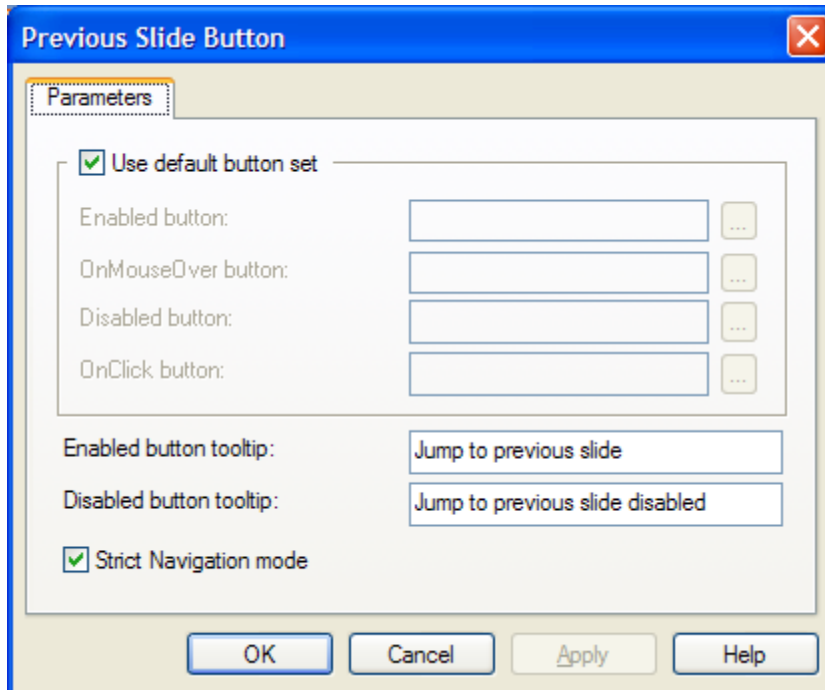 Previous Slide Button
Parameters
Use default button set
Enabled button:
...
OnMouseOver button:
...
Disabled button:
...
OnClick button:
...
Enabled button tooltip: Jump to previous slide
Disabled button tooltip: Jump to previous slide disabled
Strict Navigation mode
OK Cancel Apply Help